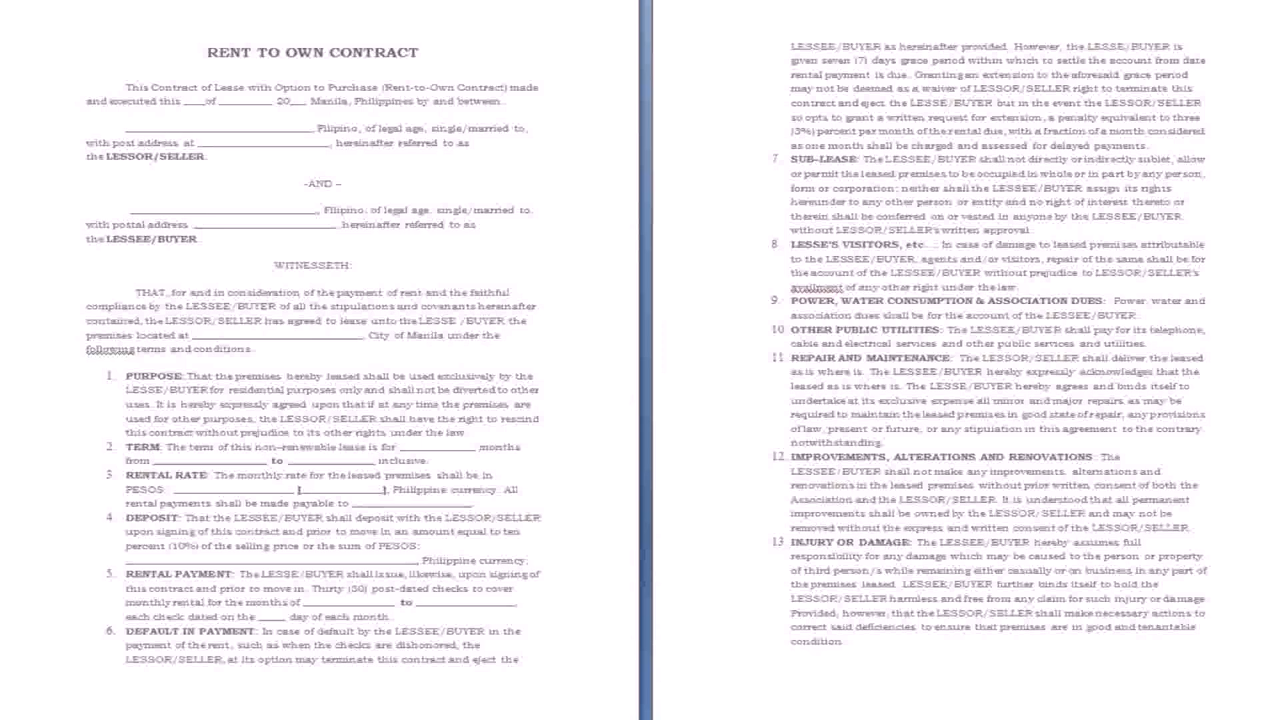 RENT TO OWN CONTRACT
This Contract of Lease with Option to Purchase (Rent-to-Own Contract) made
and executed this ____of _________ 20___ Manila, Philippines by and between.
________________________________, Filipino, of legal age, single/married to,
with post address at ______________________, hereinafter referred to as
the LESSOR/SELLER.
-AND –
________________________________, Filipino, of legal age, single/married to,
with postal address ________________________ hereinafter referred to as
the LESSEE/BUYER.
WITNESSETH:
THAT, for and in consideration of the payment of rent and the faithful
compliance by the LESSEE/BUYER of all the stipulations and covenants hereinafter
contained, the LESSOR/SELLER has agreed to lease unto the LESSE /BUYER the
premises located at _____________________________, City of Manila under the
following terms and conditions.
1. PURPOSE: That the premises hereby leased shall be used exclusively by the
LESSE/BUYER for residential purposes only and shall not be diverted to other
uses. It is hereby expressly agreed upon that if at any time the premises are
used for other purposes, the LESSOR/SELLER shall have the right to rescind
this contract without prejudice to its other rights under the law.
2. TERM: The term of this non-renewable lease is for _____________ months
from ___________________ to ______________ inclusive.
3. RENTAL RATE: The monthly rate for the leased premises shall be in
PESOS: _____________________ (______________), Philippine currency. All
rental payments shall be made payable to ____________________.
4. DEPOSIT: That the LESSEE/BUYER shall deposit with the LESSOR/SELLER
upon signing of this contract and prior to move in an amount equal to ten
percent (10%) of the selling price or the sum of PESOS:
_________________________________________________, Philippine currency;
5. RENTAL PAYMENT: The LESSE/BUYER shall issue, likewise, upon signing of
this contract and prior to move in. Thirty (30) post-dated checks to cover
monthly rental for the months of ________________ to _______________,
each check dated on the _____ day of each month.
6. DEFAULT IN PAYMENT: In case of default by the LESSEE/BUYER in the
payment of the rent, such as when the checks are dishonored, the
LESSOR/SELLER, at its option may terminate this contract and eject the
LESSEE/BUYER as hereinafter provided. However, the LESSE/BUYER is
given seven (7) days grace period within which to settle the account from date
rental payment is due. Granting an extension to the aforesaid grace period
may not be deemed as a waiver of LESSOR/SELLER right to terminate this
contract and eject the LESSE/BUYER but in the event the LESSOR/SELLER
so opts to grant a written request for extension, a penalty equivalent to three
(3%) percent per month of the rental due, with a fraction of a month considered
as one month shall be charged and assessed for delayed payments.
7. SUB-LEASE: The LESSEE/BUYER shall not directly or indirectly sublet, allow
or permit the leased premises to be occupied in whole or in part by any person,
form or corporation; neither shall the LESSEE/BUYER assign its rights
hereunder to any other person or entity and no right of interest thereto or
therein shall be conferred on or vested in anyone by the LESSEE/BUYER
without LESSOR/SELLER's written approval.
8. LESSE'S VISITORS, etc...: In case of damage to leased premises attributable
to the LESSEE/BUYER, agents and/or visitors, repair of the same shall be for
the account of the LESSEE/BUYER without prejudice to LESSOR/SELLER's
availment of any other right under the law.
9. POWER, WATER CONSUMPTION & ASSOCIATION DUES: Power, water and
association dues shall be for the account of the LESSEE/BUYER.
10. OTHER PUBLIC UTILITIES: The LESSEE/BUYER shall pay for its telephone,
cable and electrical services and other public services and utilities.
11. REPAIR AND MAINTENANCE: The LESSOR/SELLER shall deliver the leased
as is where is. The LESSEE/BUYER hereby expressly acknowledges that the
leased as is where is. The LESSEE/BUYER hereby agrees and binds itself to
undertake at its exclusive expense all minor and major repairs, as may be
required to maintain the leased premises in good state of repair, any provisions
of law, present or future, or any stipulation in this agreement to the contrary
notwithstanding.
12. IMPROVEMENTS, ALTERATIONS AND RENOVATIONS: The
LESSEE/BUYER shall not make any improvements, alternations and
renovations in the leased premises without prior written consent of both the
Association and the LESSOR/SELLER. It is understood that all permanent
improvements shall be owned by the LESSOR/SELLER and may not be
removed without the express and written consent of the LESSOR/SELLER.
13. INJURY OR DAMAGE: The LESSEE/BUYER hereby assumes full
responsibility for any damage which may be caused to the person or property
of third person/s while remaining either casually or on business in any part of
the premises leased. LESSEE/BUYER further binds itself to hold the
LESSOR/SELLER harmless and free from any claim for such injury or damage
Provided, however, that the LESSOR/SELLER shall make necessary actions to
correct said deficiencies to ensure that premises are in good and tenantable
condition.